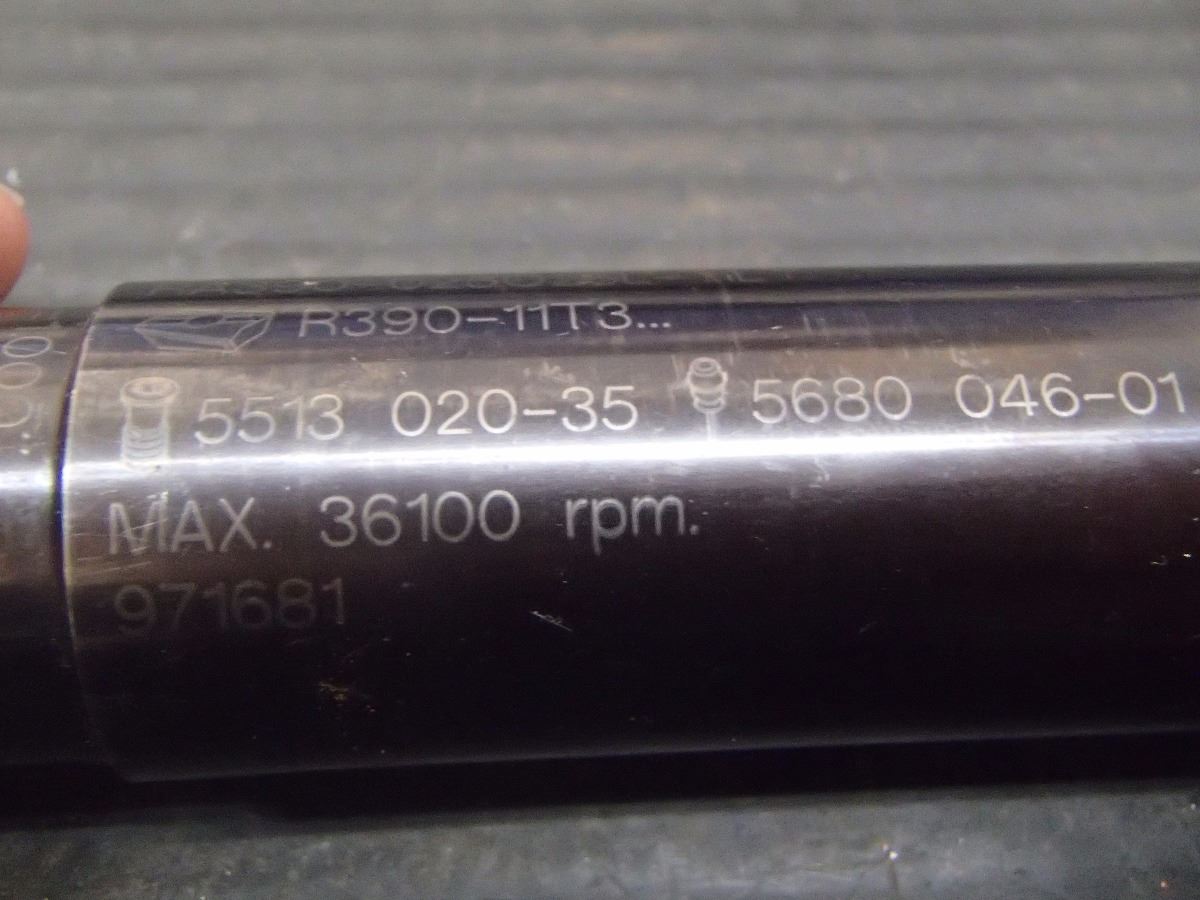 R390-11T3...
5513 020-35 5680 046-01
MAX. 36100 rpm.
971681